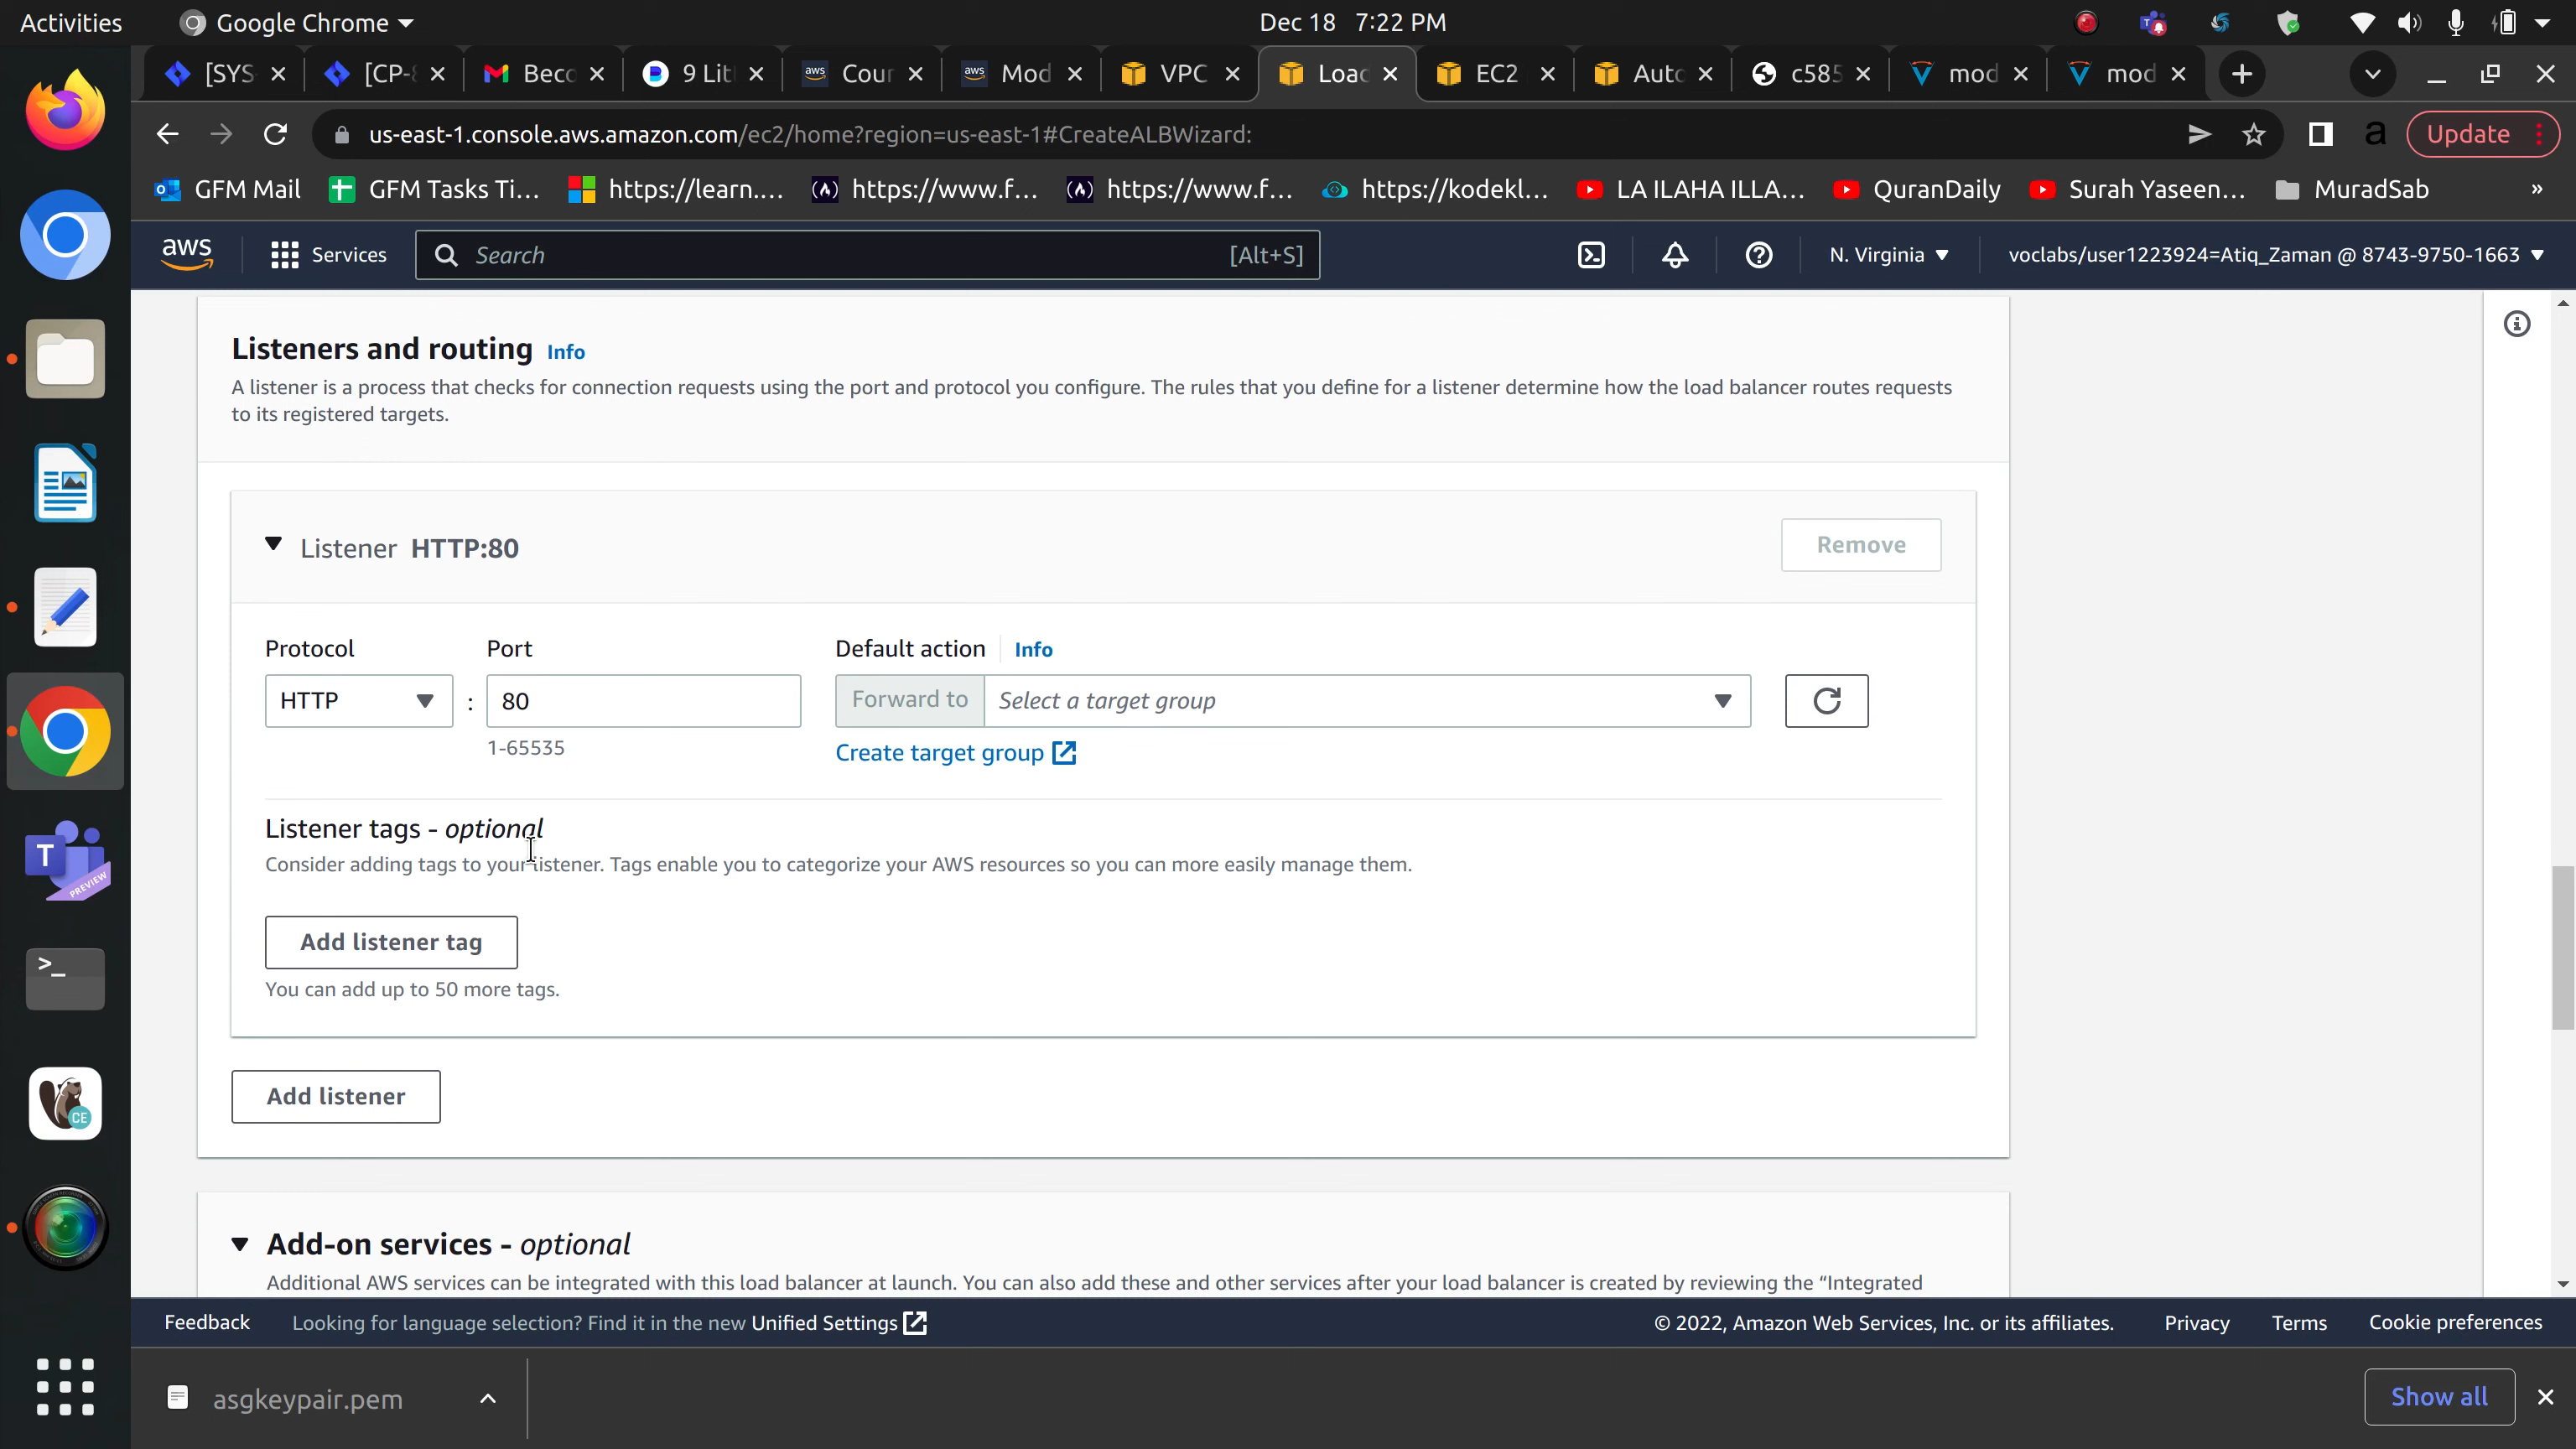 Activities Google Chrome Dec 18 7:22 PM
[SYS [CP- Beco 9 Lit Cour Mod VPC Loac EC2 Auto c585 mod mod
us-east-1.console.aws.amazon.com/ec2/home?region=us-east-1#CreateALBWizard: a Update
GFM Mail GFM Tasks Ti... https://learn.... https://www.f... https://www.f... https://kodekl... LA ILAHA ILLA... QuranDaily Surah Yaseen... MuradSab »
aws Services Search [Alt+S] N. Virginia voclabs/user1223924=Atiq_Zaman @ 8743-9750-1663
Listeners and routing Info
A listener is a process that checks for connection requests using the port and protocol you configure. The rules that you define for a listener determine how the load balancer routes requests
to its registered targets.
Listener HTTP:80 Remove
Protocol Port Default action Info
HTTP : 80 Forward to Select a target group
1-65535 Create target group
Listener tags - optional
Consider adding tags to your listener. Tags enable you to categorize your AWS resources so you can more easily manage them.
Add listener tag
You can add up to 50 more tags.
Add listener
Add-on services - optional
Additional AWS services can be integrated with this load balancer at launch. You can also add these and other services after your load balancer is created by reviewing the “Integrated
Feedback Looking for language selection? Find it in the new Unified Settings © 2022, Amazon Web Services, Inc. or its affiliates. Privacy Terms Cookie preferences
asgkeypair.pem Show all
T
PREVIEW
>_
CE